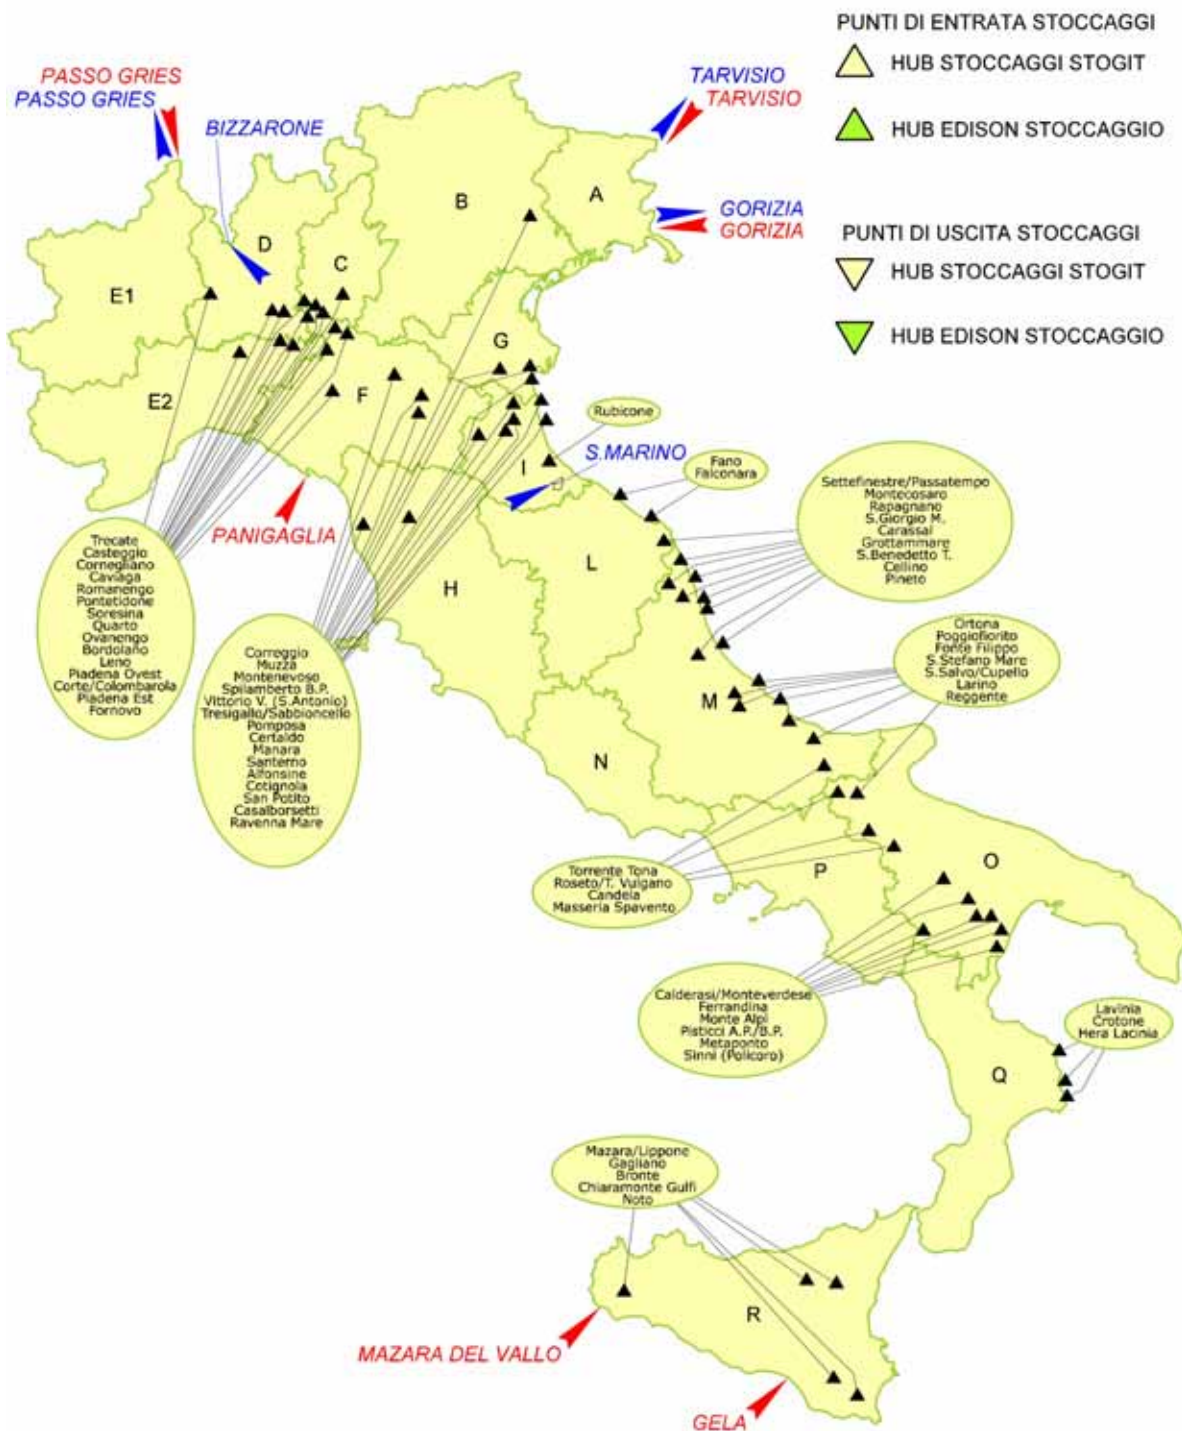 PUNTI DI ENTRATA STOCCAGGI
HUB STOCCAGGI STOGIT
HUB EDISON STOCCAGGIO
PUNTI DI USCITA STOCCAGGI
HUB STOCCAGGI STOGIT
HUB EDISON STOCCAGGIO
PASSO GRIES
PASSO GRIES
BIZZARONE
TARVISIO
TARVISIO
GORIZIA
GORIZIA
A
B
C
D
E1
E2
F
G
Rubicone
S.MARINO
I
PANIGAGLIA
H
L
Fano
Falconara
Settefinestre/Passatempo
Montecosaro
Rapagnano
S.Giorgio M.
Carassai
Grottammare
S.Benedetto T.
Cellino
Pineto
Trecate
Casteggio
Cornegliano
Caviaga
Romanengo
Pontetidone
Soresina
Quarto
Ovanengo
Bordolano
Leno
Piadena Ovest
Corte/Colombarola
Piadena Est
Fornovo
Correggio
Muzza
Montenevoso
Spilamberto B.P.
Vittorio V. (S.Antonio)
Tresigallo/Sabbioncello
Pomposa
Certaldo
Manara
Santerno
Alfonsine
Cotignola
San Potito
Casalborsetti
Ravenna Mare
Ortona
Poggiofiorito
Fonte Filippo
S.Stefano Mare
S.Salvo/Cupello
Larino
Reggente
M
N
Torrente Tona
Roseto/T. Vulgano
Candela
Masseria Spavento
P
O
Calderasi/Monteverdese
Ferrandina
Monte Alpi
Pisticci A.P./B.P.
Metaponto
Sinni (Policoro)
Lavinia
Crotone
Hera Lacinia
Q
Mazara/Lippone
Gagliano
Bronte
Chiaramonte Gulfi
Noto
R
MAZARA DEL VALLO
GELA